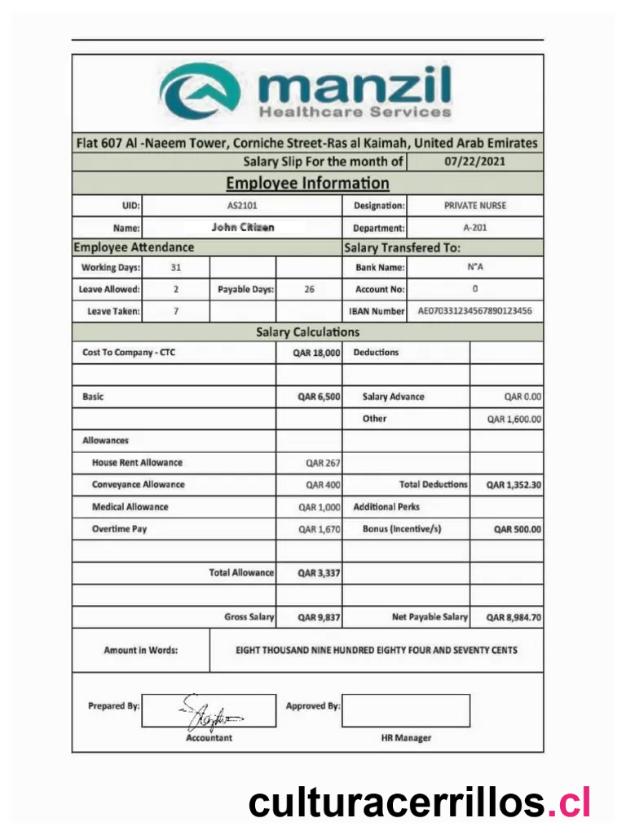 manzil
Healthcare Services
Flat 607 Al -Naeem Tower, Corniche Street-Ras al Kaimah, United Arab Emirates
Salary Slip For the month of 07/22/2021
Employee Information
UID: AS2101 Designation: PRIVATE NURSE
Name: John Citizen Department: A-201
Employee Attendance Salary Transfered To:
Working Days: 31 Bank Name: N"A
Leave Allowed: 2 Payable Days: 26 Account No: 0
Leave Taken: 7 IBAN Number AE070331234567890123456
Salary Calculations
Cost To Company - CTC QAR 18,000 Deductions
Basic QAR 6,500 Salary Advance QAR 0.00
Other QAR 1,600.00
Allowances
House Rent Allowance QAR 267
Conveyance Allowance QAR 400 Total Deductions QAR 1,352.30
Medical Allowance QAR 1,000 Additional Perks
Overtime Pay QAR 1,670 Bonus (Incentive/s) QAR 500.00
Total Allowance QAR 3,337
Gross Salary QAR 9,837 Net Payable Salary QAR 8,984.70
Amount in Words: EIGHT THOUSAND NINE HUNDRED EIGHTY FOUR AND SEVENTY CENTS
Prepared By: Approved By:
Accountant HR Manager
culturacerrillos.cl